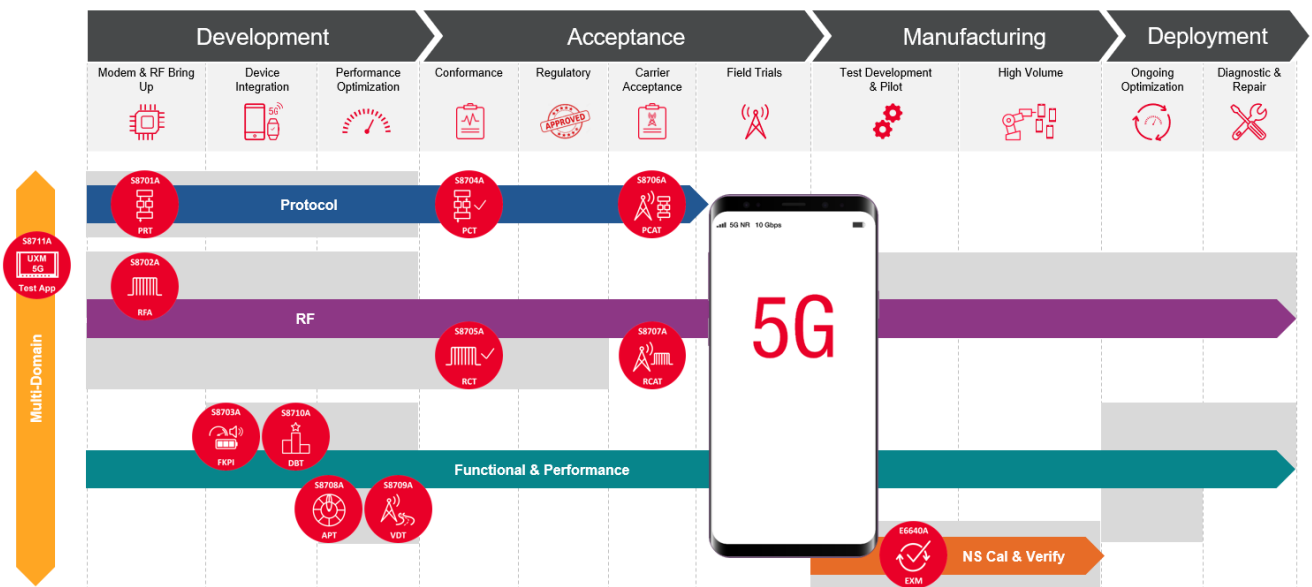 Development
Acceptance
Manufacturing
Deployment
Modem & RF Bring
Up
Device
Integration
Performance
Optimization
Conformance
Regulatory
Carrier
Acceptance
Field Trials
Test Development
& Pilot
High Volume
Ongoing
Optimization
Diagnostic &
Repair
5G
APPROVED
S8701A
PRT
Protocol
S8704A
PCT
S8706A
PCAT
5G NR 10 Gbps
S8711A
UXM
5G
Test App
Multi-Domain
S8702A
RFA
RF
S8705A
RCT
S8707A
RCAT
5G
S8703A
FKPI
S8710A
DBT
Functional & Performance
S8708A
APT
S8709A
VDT
E6640A
EXM
NS Cal & Verify